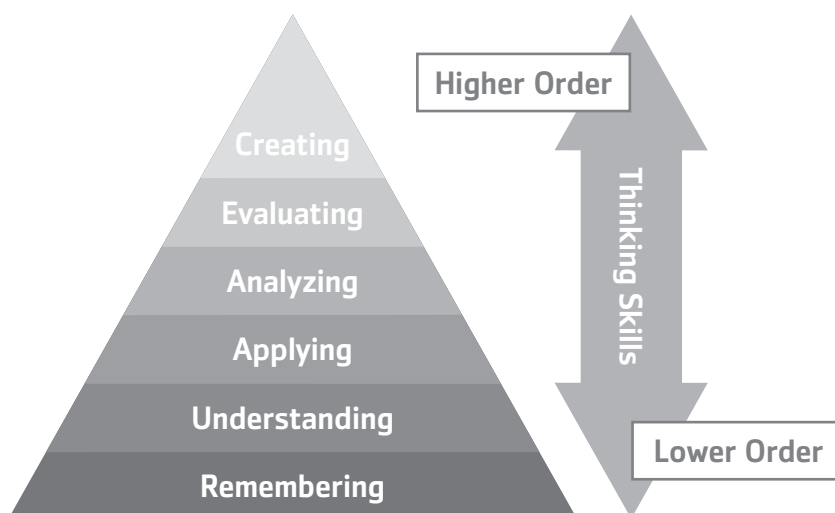 Higher Order
Creating
Evaluating
Analyzing
Applying
Understanding
Remembering
Thinking Skills
Lower Order